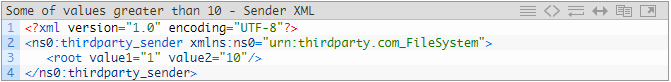 Some of values greater than 10 - Sender XML
1 <?xml version="1.0" encoding="UTF-8"?>
2 <ns0:thirdparty_sender xmlns:ns0="urn:thirdparty.com_FileSystem">
3    <root value1="1" value2="10"/>
4 </ns0:thirdparty_sender>